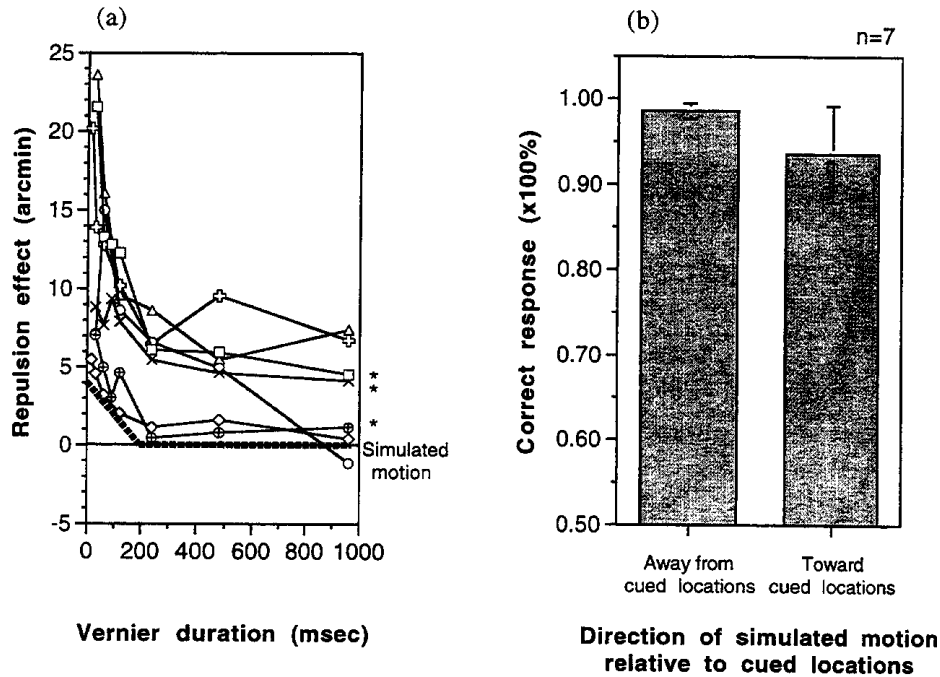 (a)
25
20
15
10
5
0
-5
Repulsion effect (arcmin)
*
*
*
Simulated
motion
0 200 400 600 800 1000
Vernier duration (msec)
(b)
n=7
1.00
0.90
0.80
0.70
0.60
0.50
Correct response (x100%)
Away from
cued locations
Toward
cued locations
Direction of simulated motion
relative to cued locations